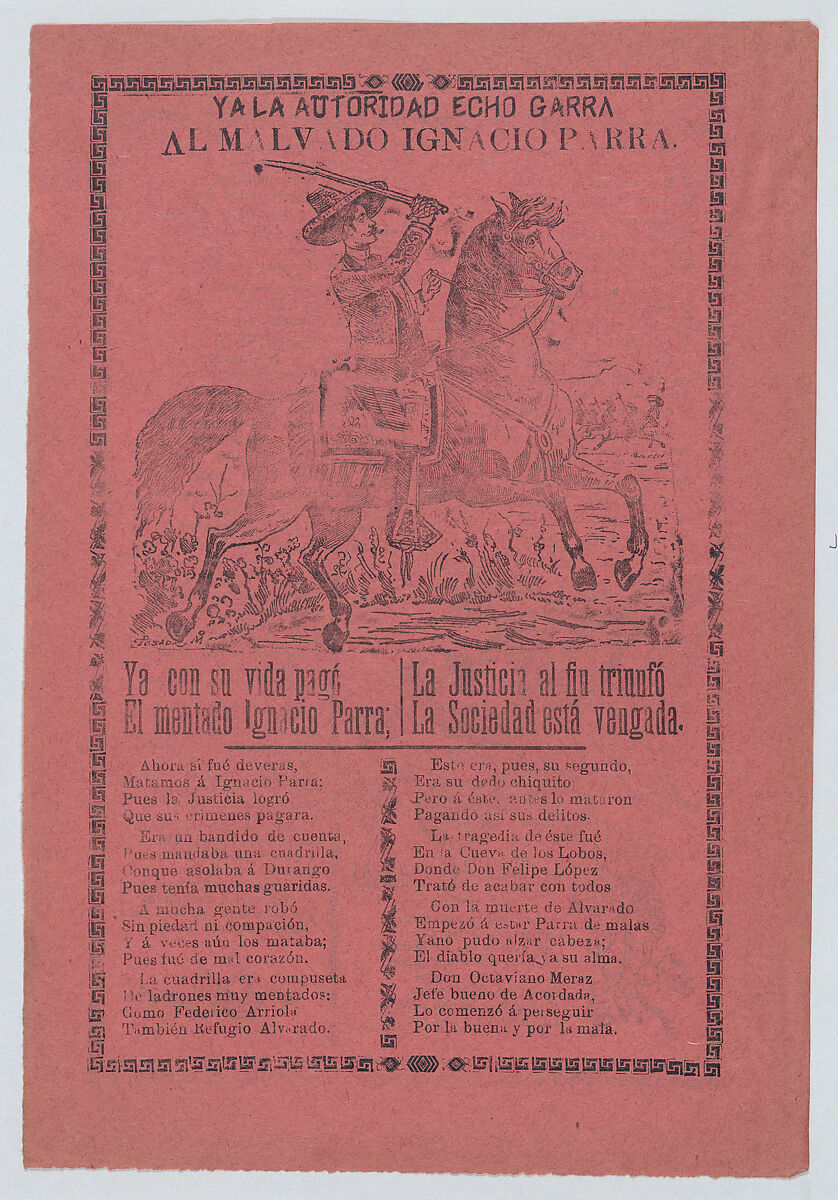 YA LA AUTORIDAD ECHO GARRA
AL MALVADO IGNACIO PARRA.
Ya con su vida pagó
El mentado Ignacio Parra;
La Justicia al fin triunfó
La Sociedad está vengada.
Ahora sí fué deveras,
Matamos á Ignacio Parra;
Pues la Justicia logró
Que sus crímenes pagara.
Era un bandido de cuenta,
Pues mandaba una cuadrilla,
Conque asolaba á Durango
Pues tenía muchas guaridas.
A mucha gente robó
Sin piedad ni compación,
Y á veces aún los mataba;
Pues fué de mal corazón.
La cuadrilla era compuseta
De ladrones muy mentados:
Como Federico Arriola
También Refugio Alvarado.
Este era, pues, su segundo,
Era su dedo chiquito;
Pero á éste, antes lo mataron
Pagando así sus delitos.
La tragedia de éste fué
En la Cueva de los Lobos,
Donde Don Felipe López
Trató de acabar con todos
Con la muerte de Alvarado
Empezó á estar Parra de malas
Yano pudo alzar cabeza;
El diablo quería ya su alma.
Don Octaviano Meraz
Jefe bueno de Acordada,
Lo comenzó á perseguir
Por la buena y por la mala.